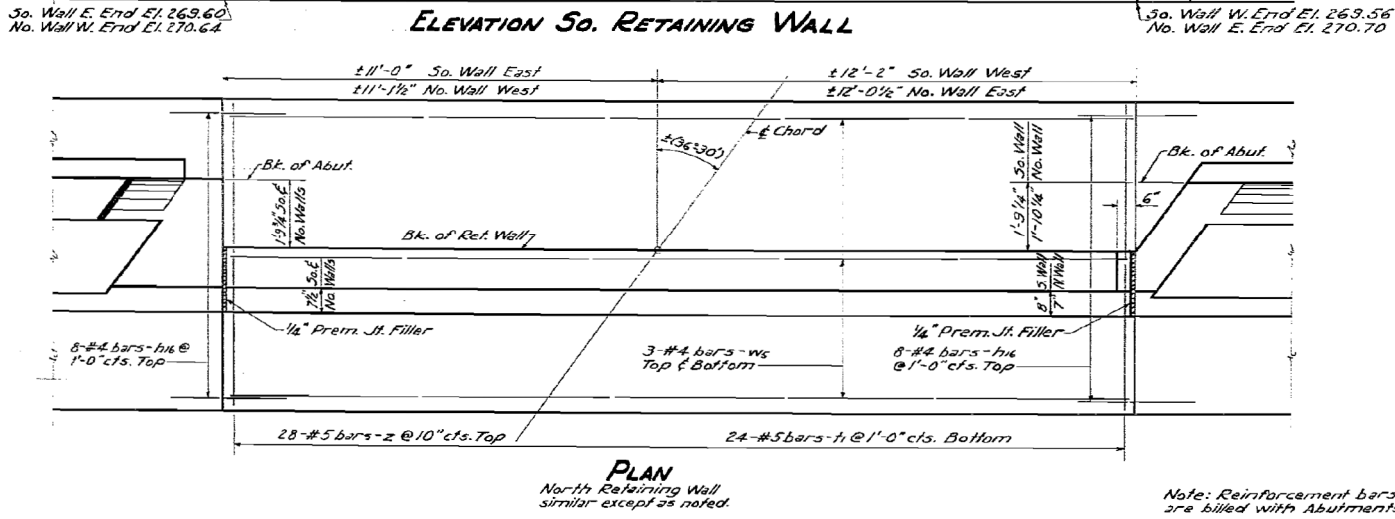 So. Wall E. End El. 269.60
No. Wall W. End El. 270.64
ELEVATION SO. RETAINING WALL
So. Wall W. End El. 269.56
No. Wall E. End El. 270.70
±11'-0" So. Wall East
±11'-1½" No. Wall West
±12'-2" So. Wall West
±12'-0½" No. Wall East
℄ Chord
±(36°30')
Bk. of Abut.
Bk. of Abut.
1'-9¾" So. &
No. Walls
1'-9¼" So. Wall
1'-10¼" No. Wall
6"
Bk. of Ret. Wall
7½" So. &
No. Walls
8" S. Wall
7" N. Wall
¼" Prem. Jt. Filler
¼" Prem. Jt. Filler
8-#4 bars-h16 @
1'-0" cts. Top
3-#4 bars-w5
Top & Bottom
8-#4 bars-h16
@ 1'-0" cts. Top
28-#5 bars-z @ 10" cts. Top
24-#5 bars-t1 @ 1'-0" cts. Bottom
PLAN
North Retaining Wall
similar except as noted.
Note: Reinforcement bars
are billed with Abutment.